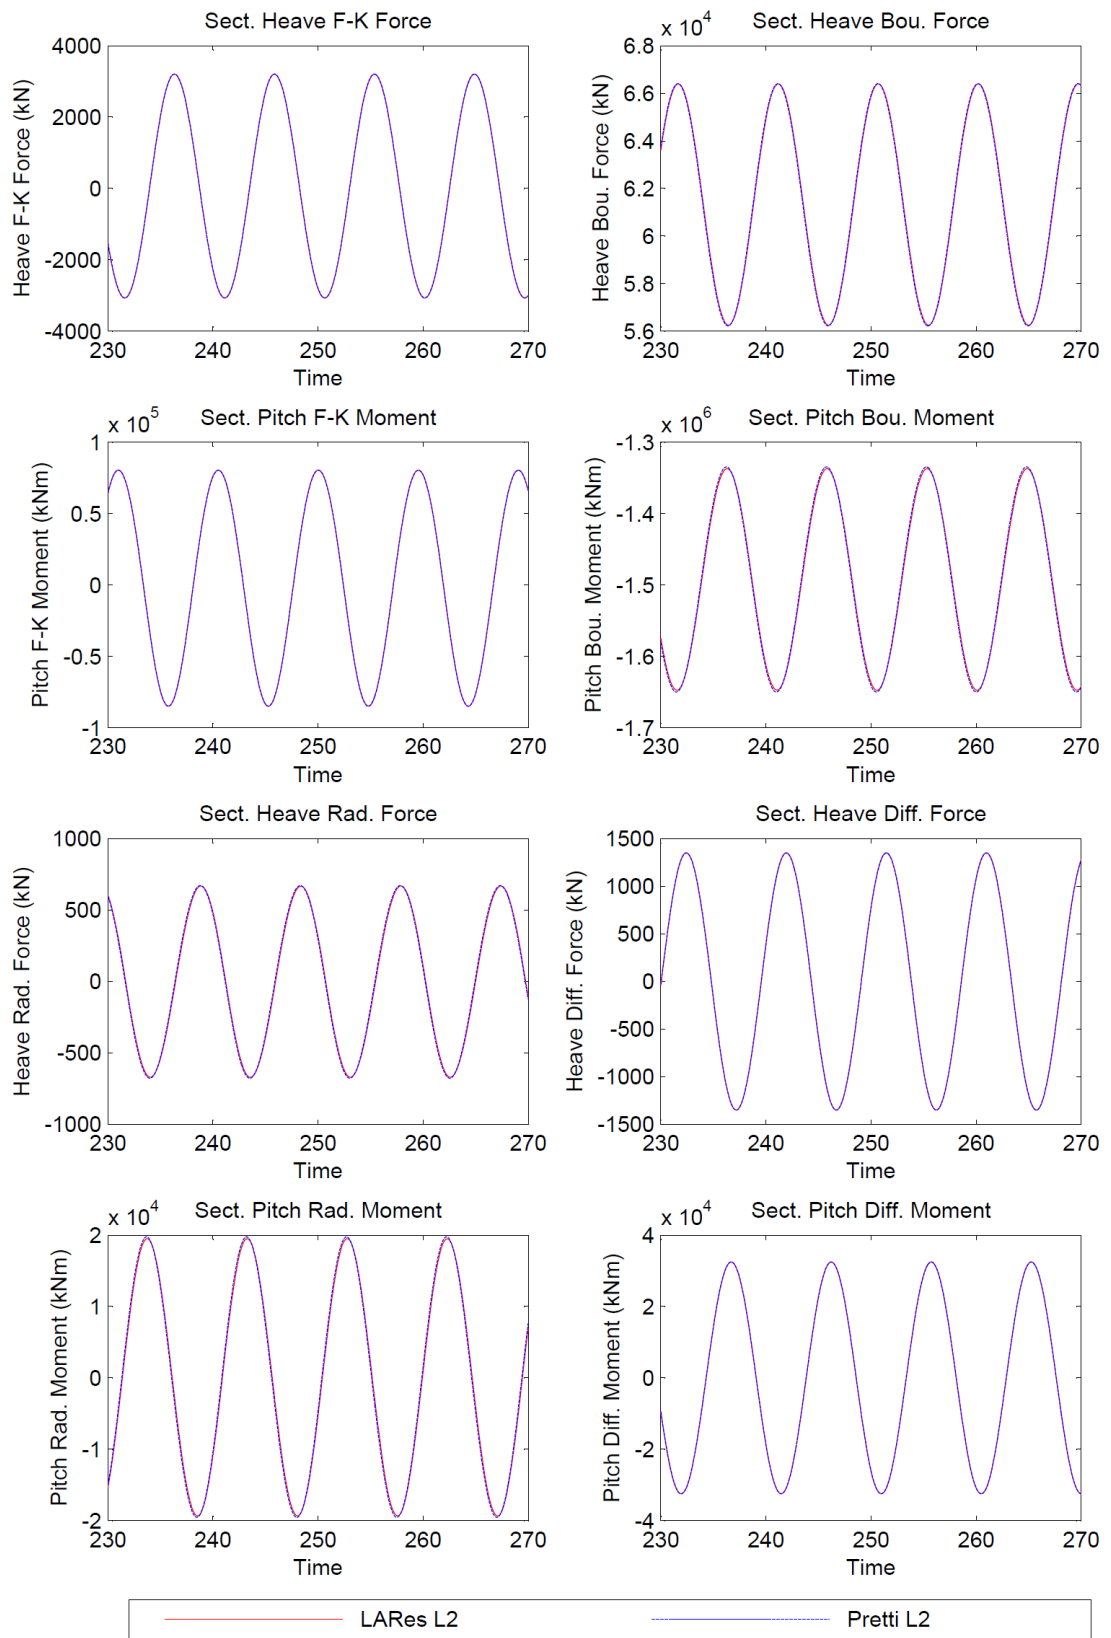 Sect. Heave F-K Force
4000
2000
0
-2000
-4000
230 240 250 260 270
Time
Heave F-K Force (kN)
Sect. Heave Bou. Force
x 10^4
6.8
6.6
6.4
6.2
6
5.8
5.6
230 240 250 260 270
Time
Heave Bou. Force (kN)
Sect. Pitch F-K Moment
x 10^5
1
0.5
0
-0.5
-1
230 240 250 260 270
Time
Pitch F-K Moment (kNm)
Sect. Pitch Bou. Moment
x 10^6
-1.3
-1.4
-1.5
-1.6
-1.7
230 240 250 260 270
Time
Pitch Bou. Moment (kNm)
Sect. Heave Rad. Force
1000
500
0
-500
-1000
230 240 250 260 270
Time
Heave Rad. Force (kN)
Sect. Heave Diff. Force
1500
1000
500
0
-500
-1000
-1500
230 240 250 260 270
Time
Heave Diff. Force (kN)
Sect. Pitch Rad. Moment
x 10^4
2
1
0
-1
-2
230 240 250 260 270
Time
Pitch Rad. Moment (kNm)
Sect. Pitch Diff. Moment
x 10^4
4
2
0
-2
-4
230 240 250 260 270
Time
Pitch Diff. Moment (kNm)
LARes L2
Pretti L2